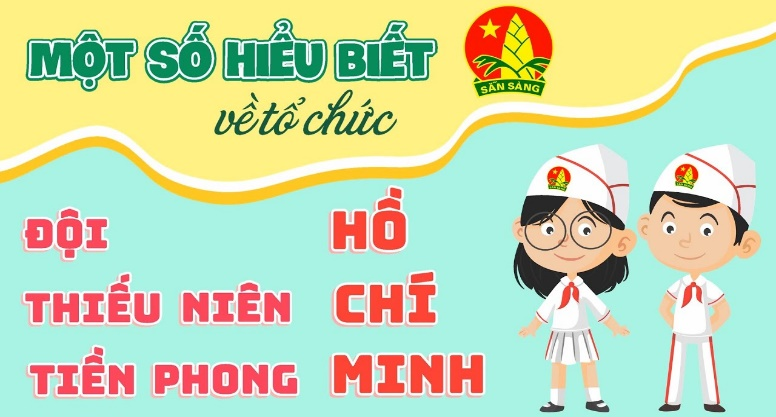 MỘT SỐ HIỂU BIẾT
về tổ chức
SẴN SÀNG
ĐỘI
THIẾU NIÊN
TIỀN PHONG
HỒ
CHÍ
MINH